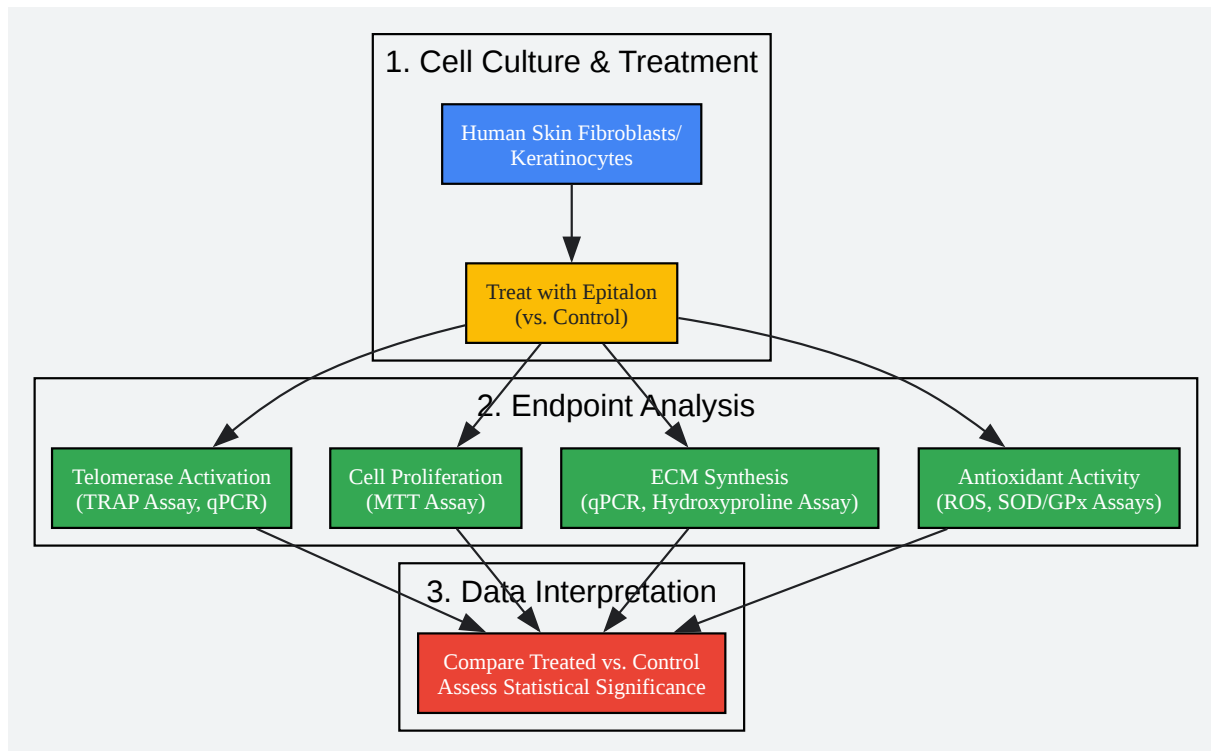 1. Cell Culture & Treatment
Human Skin Fibroblasts/
Keratinocytes
Treat with Epitalon
(vs. Control)
2. Endpoint Analysis
Telomerase Activation
(TRAP Assay, qPCR)
Cell Proliferation
(MTT Assay)
ECM Synthesis
(qPCR, Hydroxyproline Assay)
Antioxidant Activity
(ROS, SOD/GPx Assays)
3. Data Interpretation
Compare Treated vs. Control
Assess Statistical Significance